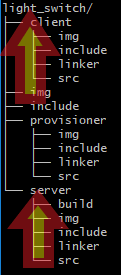 light_switch/
├── client
│   ├── img
│   ├── include
│   ├── linker
│   └── src
├── img
├── include
├── provisioner
│   ├── img
│   ├── include
│   ├── linker
│   └── src
└── server
    ├── build
    ├── img
    ├── include
    ├── linker
    └── src